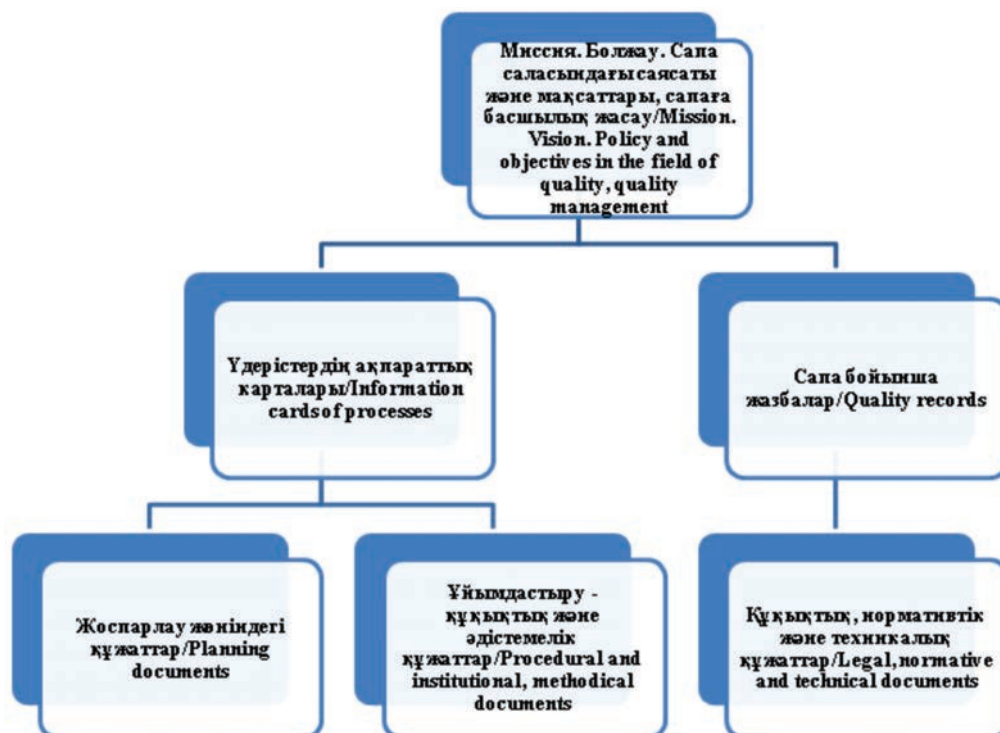 Миссия. Болжау. Сапа
саласындағы саясаты
және мақсаттары, сапаға
басшылық жасау/Mission.
Vision. Policy and
objectives in the field of
quality, quality
management
Үдерістердің ақпараттық
карталары/Information
cards of processes
Сапа бойынша
жазбалар/Quality records
Жоспарлау жөніндегі
құжаттар/Planning
documents
Ұйымдастыру -
құқықтық және
әдістемелік
құжаттар/Procedural and
institutional, methodical
documents
Құқықтық, нормативтік
және техникалық
құжаттар/Legal, normative
and technical documents